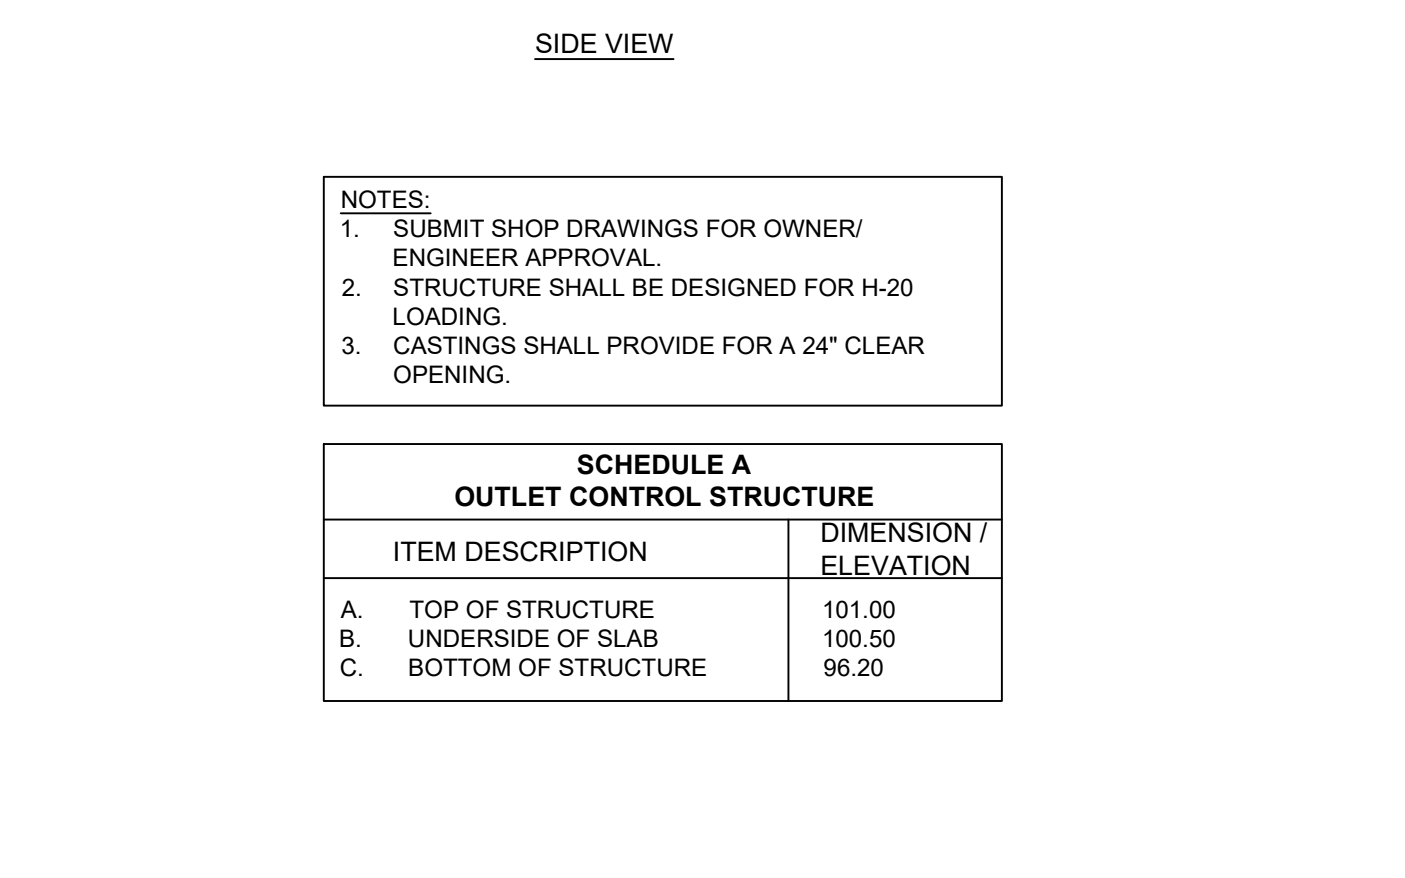 SIDE VIEW
NOTES:
1. SUBMIT SHOP DRAWINGS FOR OWNER/
ENGINEER APPROVAL.
2. STRUCTURE SHALL BE DESIGNED FOR H-20
LOADING.
3. CASTINGS SHALL PROVIDE FOR A 24" CLEAR
OPENING.
SCHEDULE A
OUTLET CONTROL STRUCTURE
ITEM DESCRIPTION
DIMENSION /
ELEVATION
A. TOP OF STRUCTURE 101.00
B. UNDERSIDE OF SLAB 100.50
C. BOTTOM OF STRUCTURE 96.20